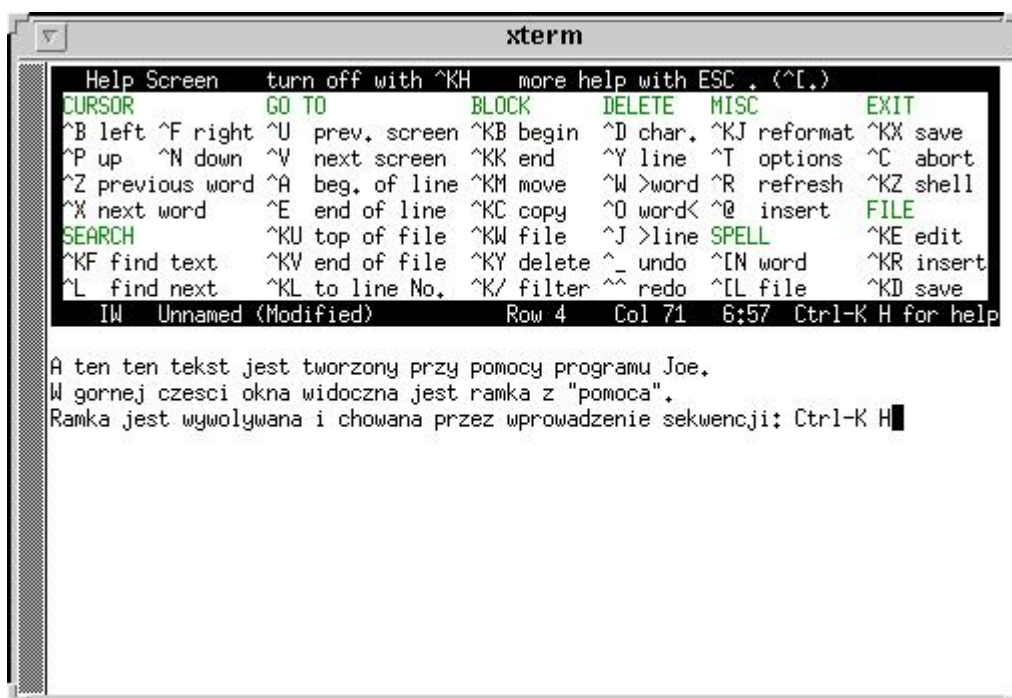 xterm
Help Screen turn off with ^KH more help with ESC . (^[.)
CURSOR GO TO BLOCK DELETE MISC EXIT
^B left ^F right ^U prev. screen ^KB begin ^D char. ^KJ reformat ^KX save
^P up ^N down ^V next screen ^KK end ^Y line ^T options ^C abort
^Z previous word ^A beg. of line ^KM move ^W >word ^R refresh ^KZ shell
^X next word ^E end of line ^KC copy ^O word< ^@ insert FILE
SEARCH ^KU top of file ^KW file ^J >line SPELL ^KE edit
^KF find text ^KV end of file ^KY delete ^_ undo ^[N word ^KR insert
^L find next ^KL to line No. ^K/ filter ^^ redo ^[L file ^KD save
IW Unnamed (Modified) Row 4 Col 71 6:57 Ctrl-K H for help
A ten ten tekst jest tworzony przy pomocy programu Joe.
W gornej czesci okna widoczna jest ramka z "pomoca".
Ramka jest wywolywana i chowana przez wprowadzenie sekwencji: Ctrl-K H